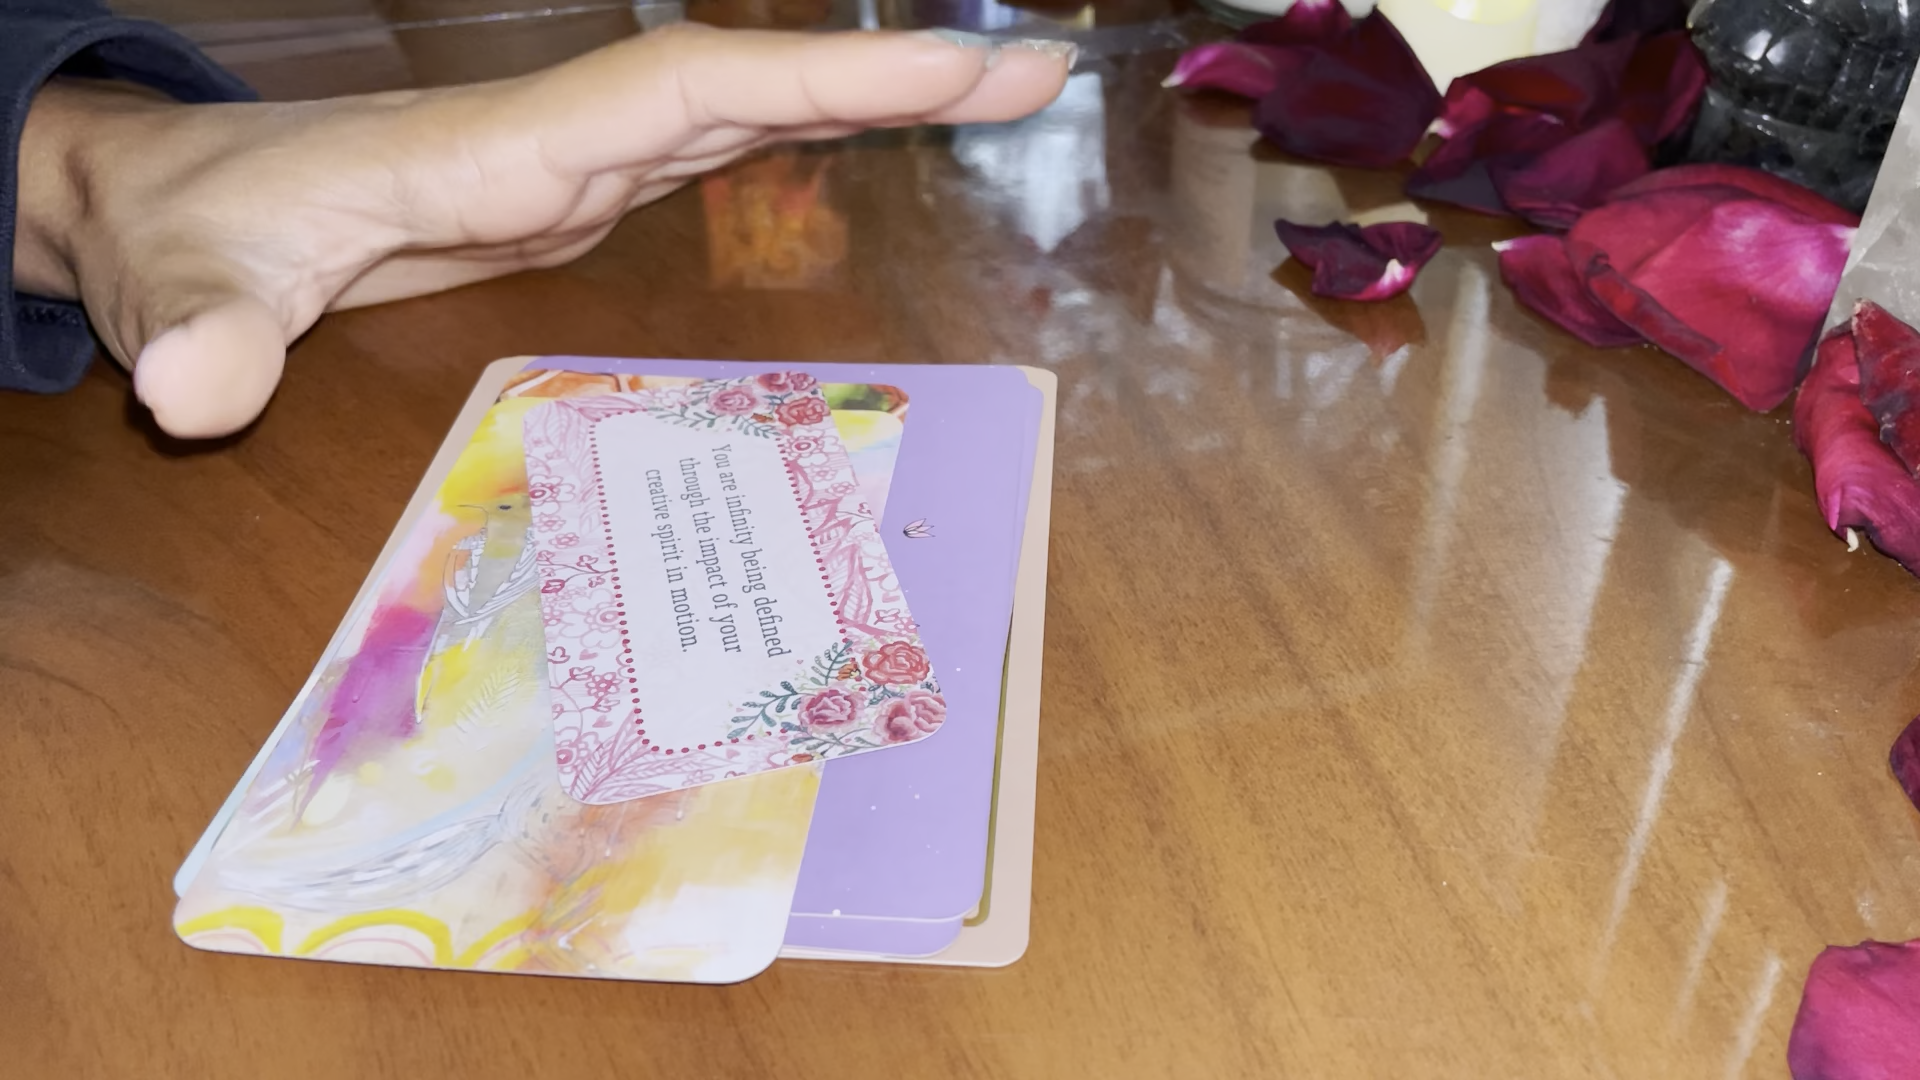 You are infinity being defined
through the impact of your
creative spirit in motion.